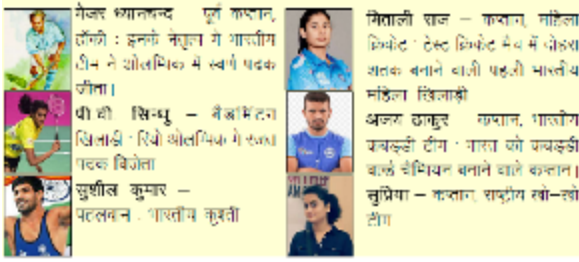 मेजर ध्यानचन्द – पूर्व कप्तान,
हॉकी : इनके नेतृत्व में भारतीय
टीम ने ओलम्पिक में स्वर्ण पदक
जीता।
पी.वी. सिन्धु – बैडमिंटन
खिलाड़ी : रियो ओलम्पिक में रजत
पदक विजेता
सुशील कुमार –
पहलवान : भारतीय कुश्ती
मिताली राज – कप्तान, महिला
क्रिकेट : टेस्ट क्रिकेट मैच में दोहरा
शतक बनाने वाली पहली भारतीय
महिला खिलाड़ी
अजय ठाकुर – कप्तान, भारतीय
कबड्डी टीम : भारत को कबड्डी
वर्ल्ड चैम्पियन बनाने वाले कप्तान।
सुप्रिया – कप्तान, राष्ट्रीय खो-खो
टीम